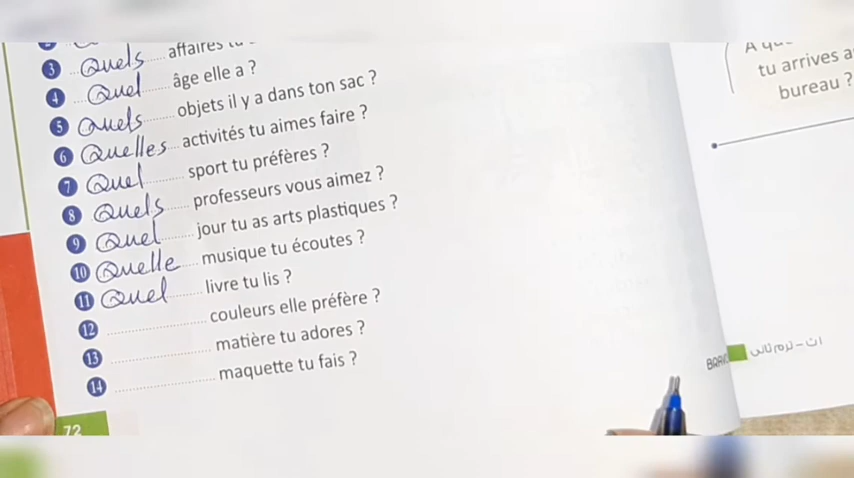 3 Quels affaires
4 Quel âge elle a ?
5 Quels objets il y a dans ton sac ?
6 Quelles activités tu aimes faire ?
7 Quel sport tu préfères ?
8 Quels professeurs vous aimez ?
9 Quel jour tu as arts plastiques ?
10 Quelle musique tu écoutes ?
11 Quel livre tu lis ?
12 .................... couleurs elle préfère ?
13 .................... matière tu adores ?
14 .................... maquette tu fais ?
72
tu arrives a
bureau ?